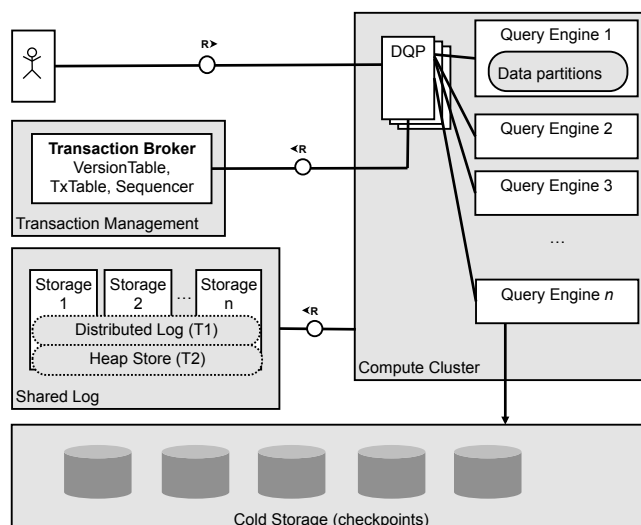 R➤
DQP
Query Engine 1
Data partitions
Query Engine 2
Query Engine 3
...
Query Engine n
Compute Cluster
Transaction Broker
VersionTable,
TxTable, Sequencer
Transaction Management
⮜R
Storage
1
Storage
2
...
Storage
n
Distributed Log (T1)
Heap Store (T2)
Shared Log
⮜R
Cold Storage (checkpoints)